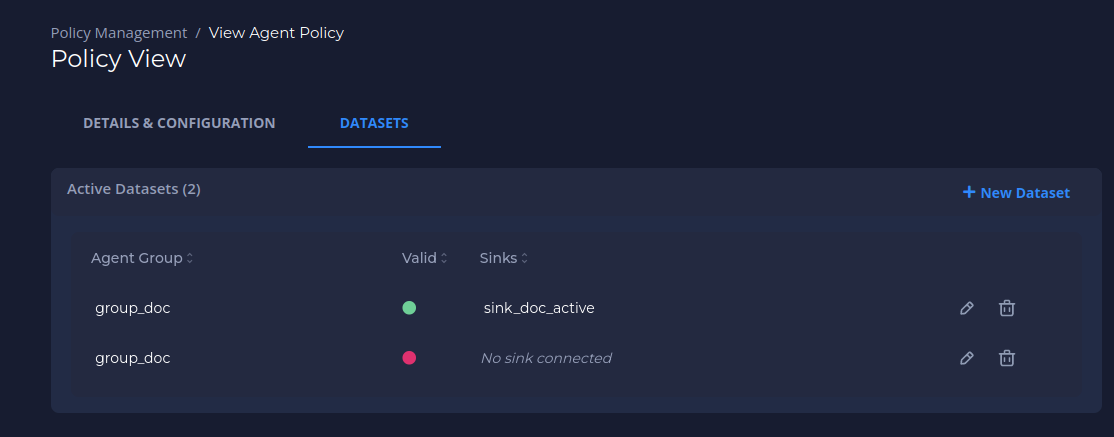 Policy Management / View Agent Policy
Policy View
DETAILS & CONFIGURATION DATASETS
Active Datasets (2) + New Dataset
Agent Group Valid Sinks
group_doc sink_doc_active
group_doc No sink connected